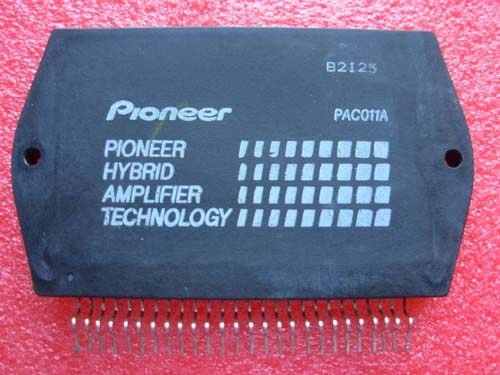 B2125
Pioneer
PAC011A
PIONEER
HYBRID
AMPLIFIER
TECHNOLOGY